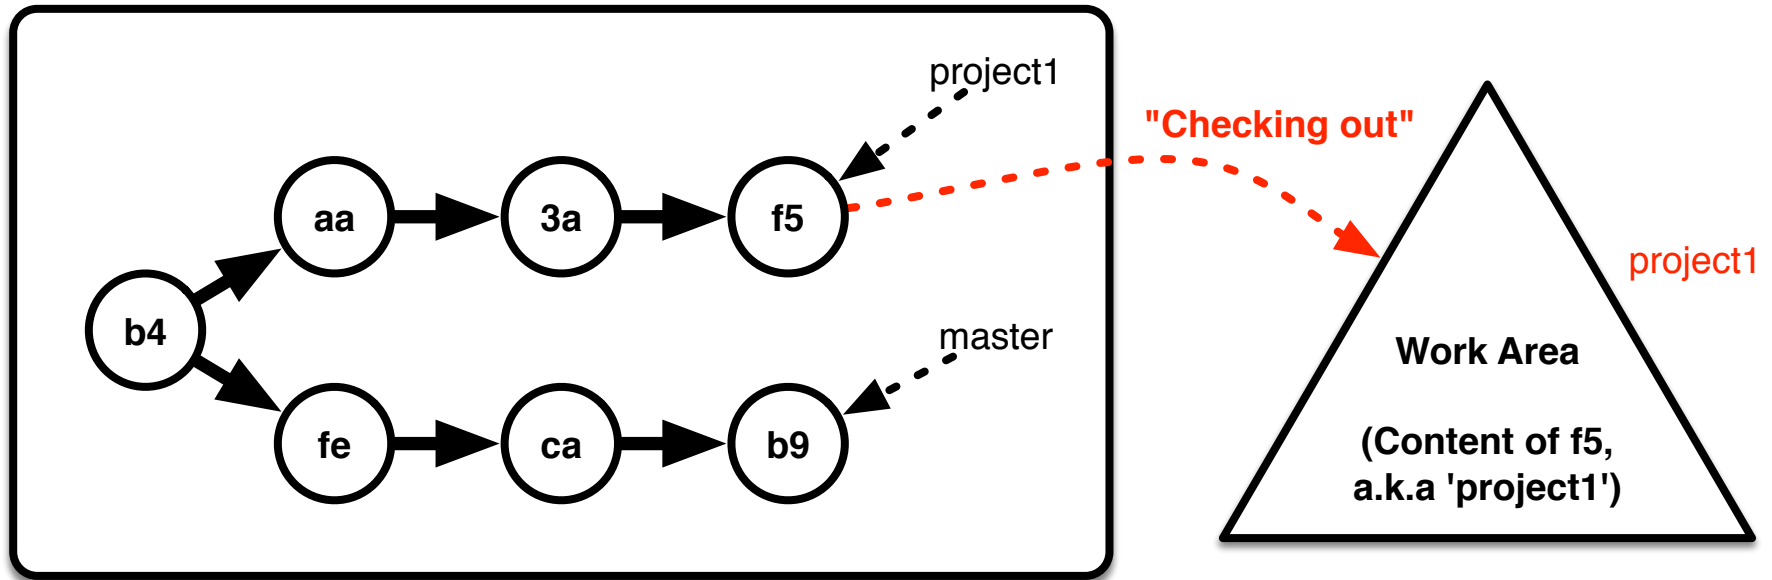 project1
"Checking out"
aa
3a
f5
project1
b4
master
Work Area
fe
ca
b9
(Content of f5,
a.k.a 'project1')